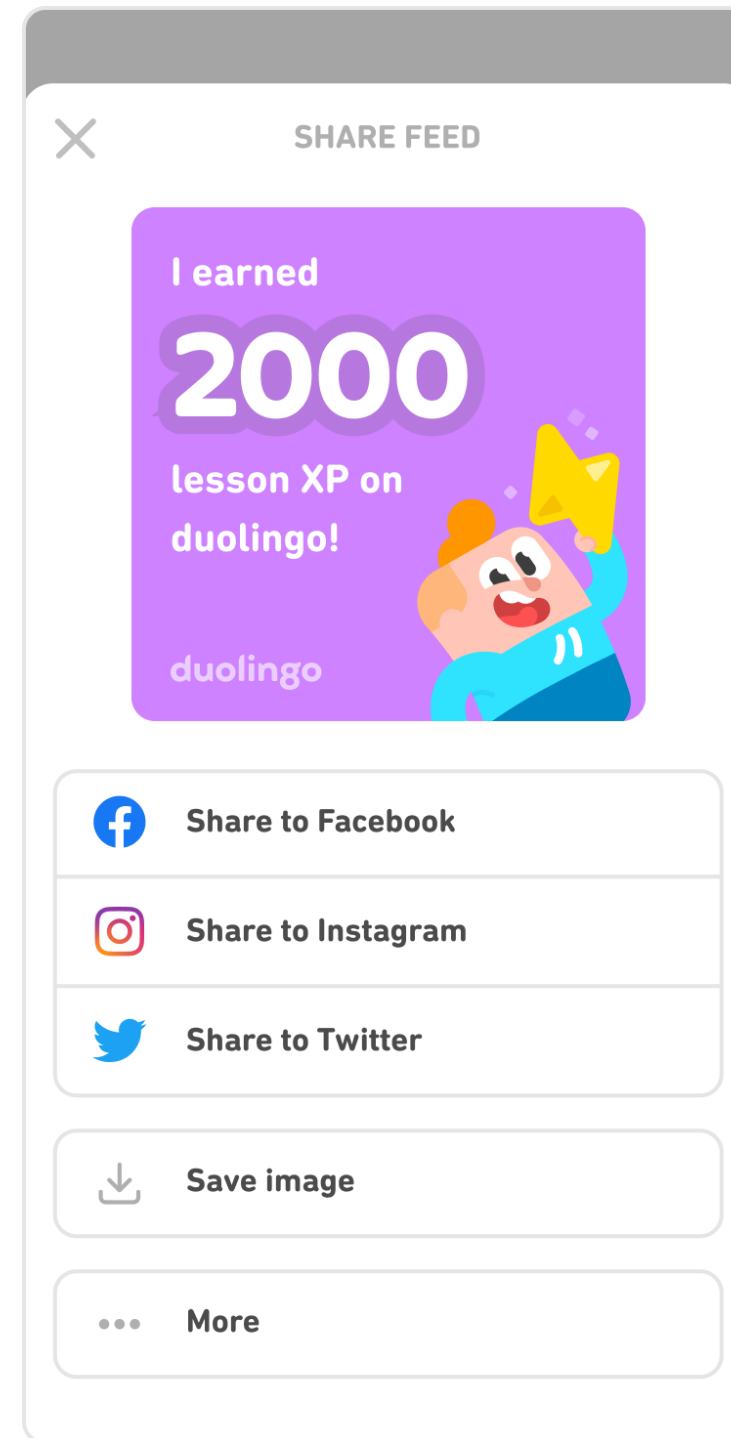 SHARE FEED
I earned
2000
lesson XP on
duolingo!
duolingo
Share to Facebook
Share to Instagram
Share to Twitter
Save image
More